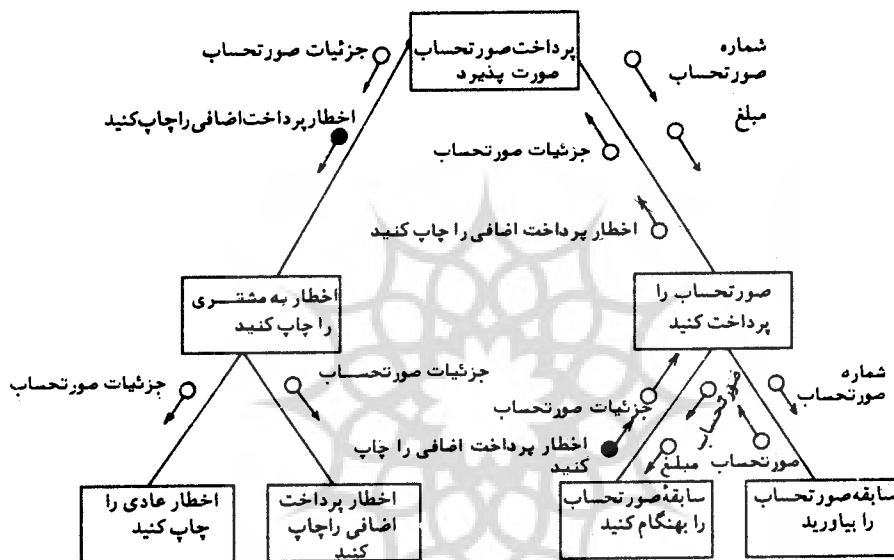 پرداخت صورتحساب
صورت پذیرد
شماره
صورتحساب
مبلغ
جزئیات صورتحساب
اخطار پرداخت اضافی را چاپ کنید
جزئیات صورتحساب
اخطار پرداخت اضافی را چاپ کنید
صورتحساب را
پرداخت کنید
اخطار به مشتری
را چاپ کنید
شماره
صورتحساب
صورتحساب
صورتحساب
جزئیات صورتحساب
اخطار پرداخت اضافی را چاپ
کنید
مبلغ
جزئیات صورتحساب
جزئیات صورتحساب
سابقه صورتحساب
را بیاورید
سابقهٔ صورتحساب
را بهنگام کنید
اخطار پرداخت
اضافی را چاپ
کنید
اخطار عادی را
چاپ کنید